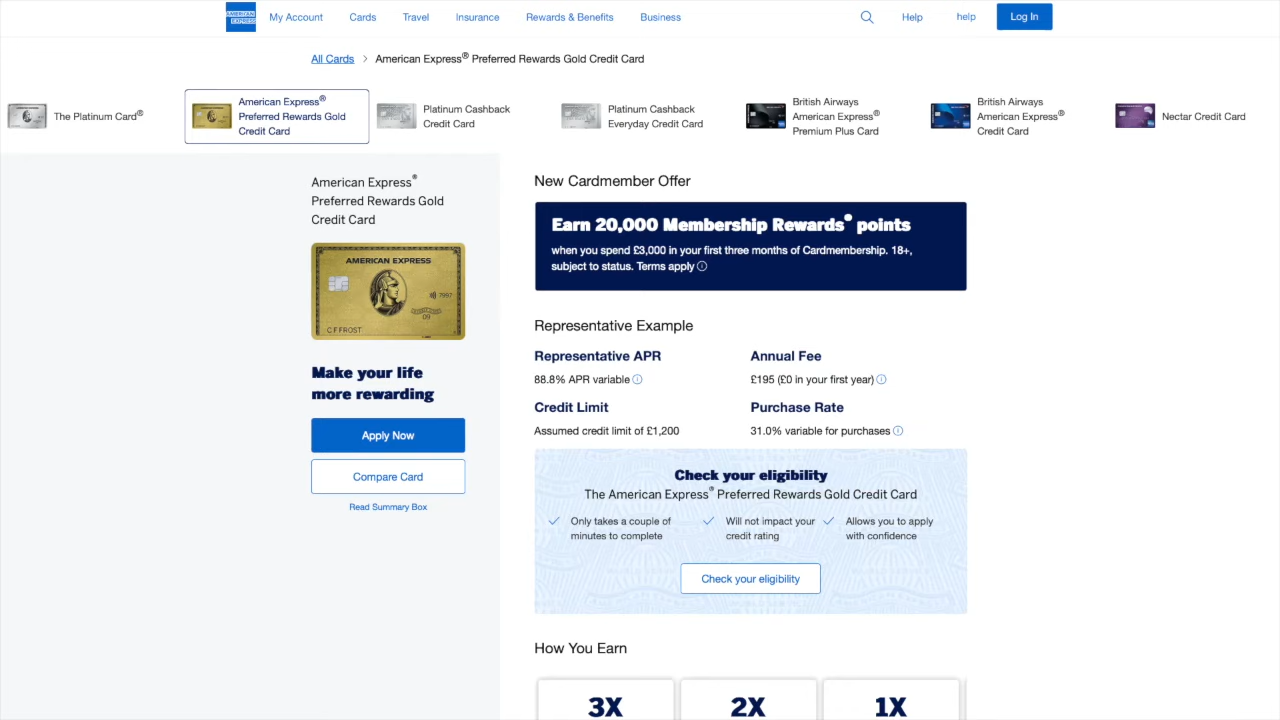 AMERICAN
EXPRESS
My Account
Cards
Travel
Insurance
Rewards & Benefits
Business
Help
help
Log In
All Cards
American Express® Preferred Rewards Gold Credit Card
The Platinum Card®
American Express®
Preferred Rewards Gold
Credit Card
Platinum Cashback
Credit Card
Platinum Cashback
Everyday Credit Card
British Airways
American Express®
Premium Plus Card
British Airways
American Express®
Credit Card
Nectar Credit Card
American Express®
Preferred Rewards Gold
Credit Card
AMERICAN EXPRESS
7997
09
C F FROST
Make your life
more rewarding
Apply Now
Compare Card
Read Summary Box
New Cardmember Offer
Earn 20,000 Membership Rewards® points
when you spend £3,000 in your first three months of Cardmembership. 18+,
subject to status. Terms apply
Representative Example
Representative APR
88.8% APR variable
Annual Fee
£195 (£0 in your first year)
Credit Limit
Assumed credit limit of £1,200
Purchase Rate
31.0% variable for purchases
Check your eligibility
The American Express® Preferred Rewards Gold Credit Card
Only takes a couple of
minutes to complete
Will not impact your
credit rating
Allows you to apply
with confidence
Check your eligibility
How You Earn
3X
2X
1X